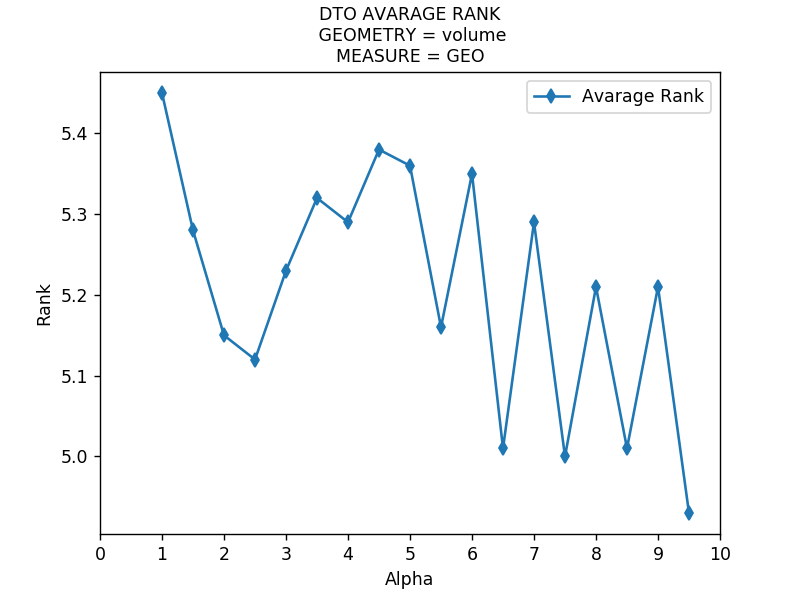 DTO AVARAGE RANK
GEOMETRY = volume
MEASURE = GEO
Avarage Rank
5.4
5.3
5.2
5.1
5.0
Rank
0 1 2 3 4 5 6 7 8 9 10
Alpha